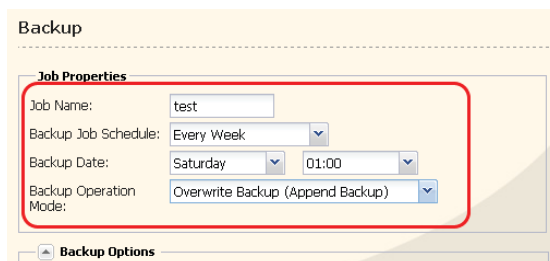 Backup
Job Properties
Job Name: test
Backup Job Schedule: Every Week
Backup Date: Saturday 01:00
Backup Operation Overwrite Backup (Append Backup)
Mode:
Backup Options